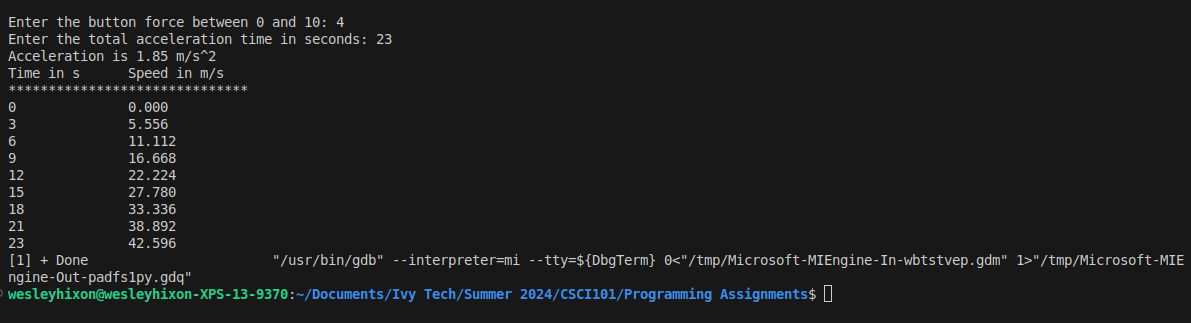 Enter the button force between 0 and 10: 4
Enter the total acceleration time in seconds: 23
Acceleration is 1.85 m/s^2
Time in s      Speed in m/s
******************************
0              0.000
3              5.556
6              11.112
9              16.668
12             22.224
15             27.780
18             33.336
21             38.892
23             42.596
[1] + Done                       "/usr/bin/gdb" --interpreter=mi --tty=${DbgTerm} 0<"/tmp/Microsoft-MIEngine-In-wbtstvep.gdm" 1>"/tmp/Microsoft-MIE
ngine-Out-padfs1py.gdq"
wesleyhixon@wesleyhixon-XPS-13-9370:~/Documents/Ivy Tech/Summer 2024/CSCI101/Programming Assignments$